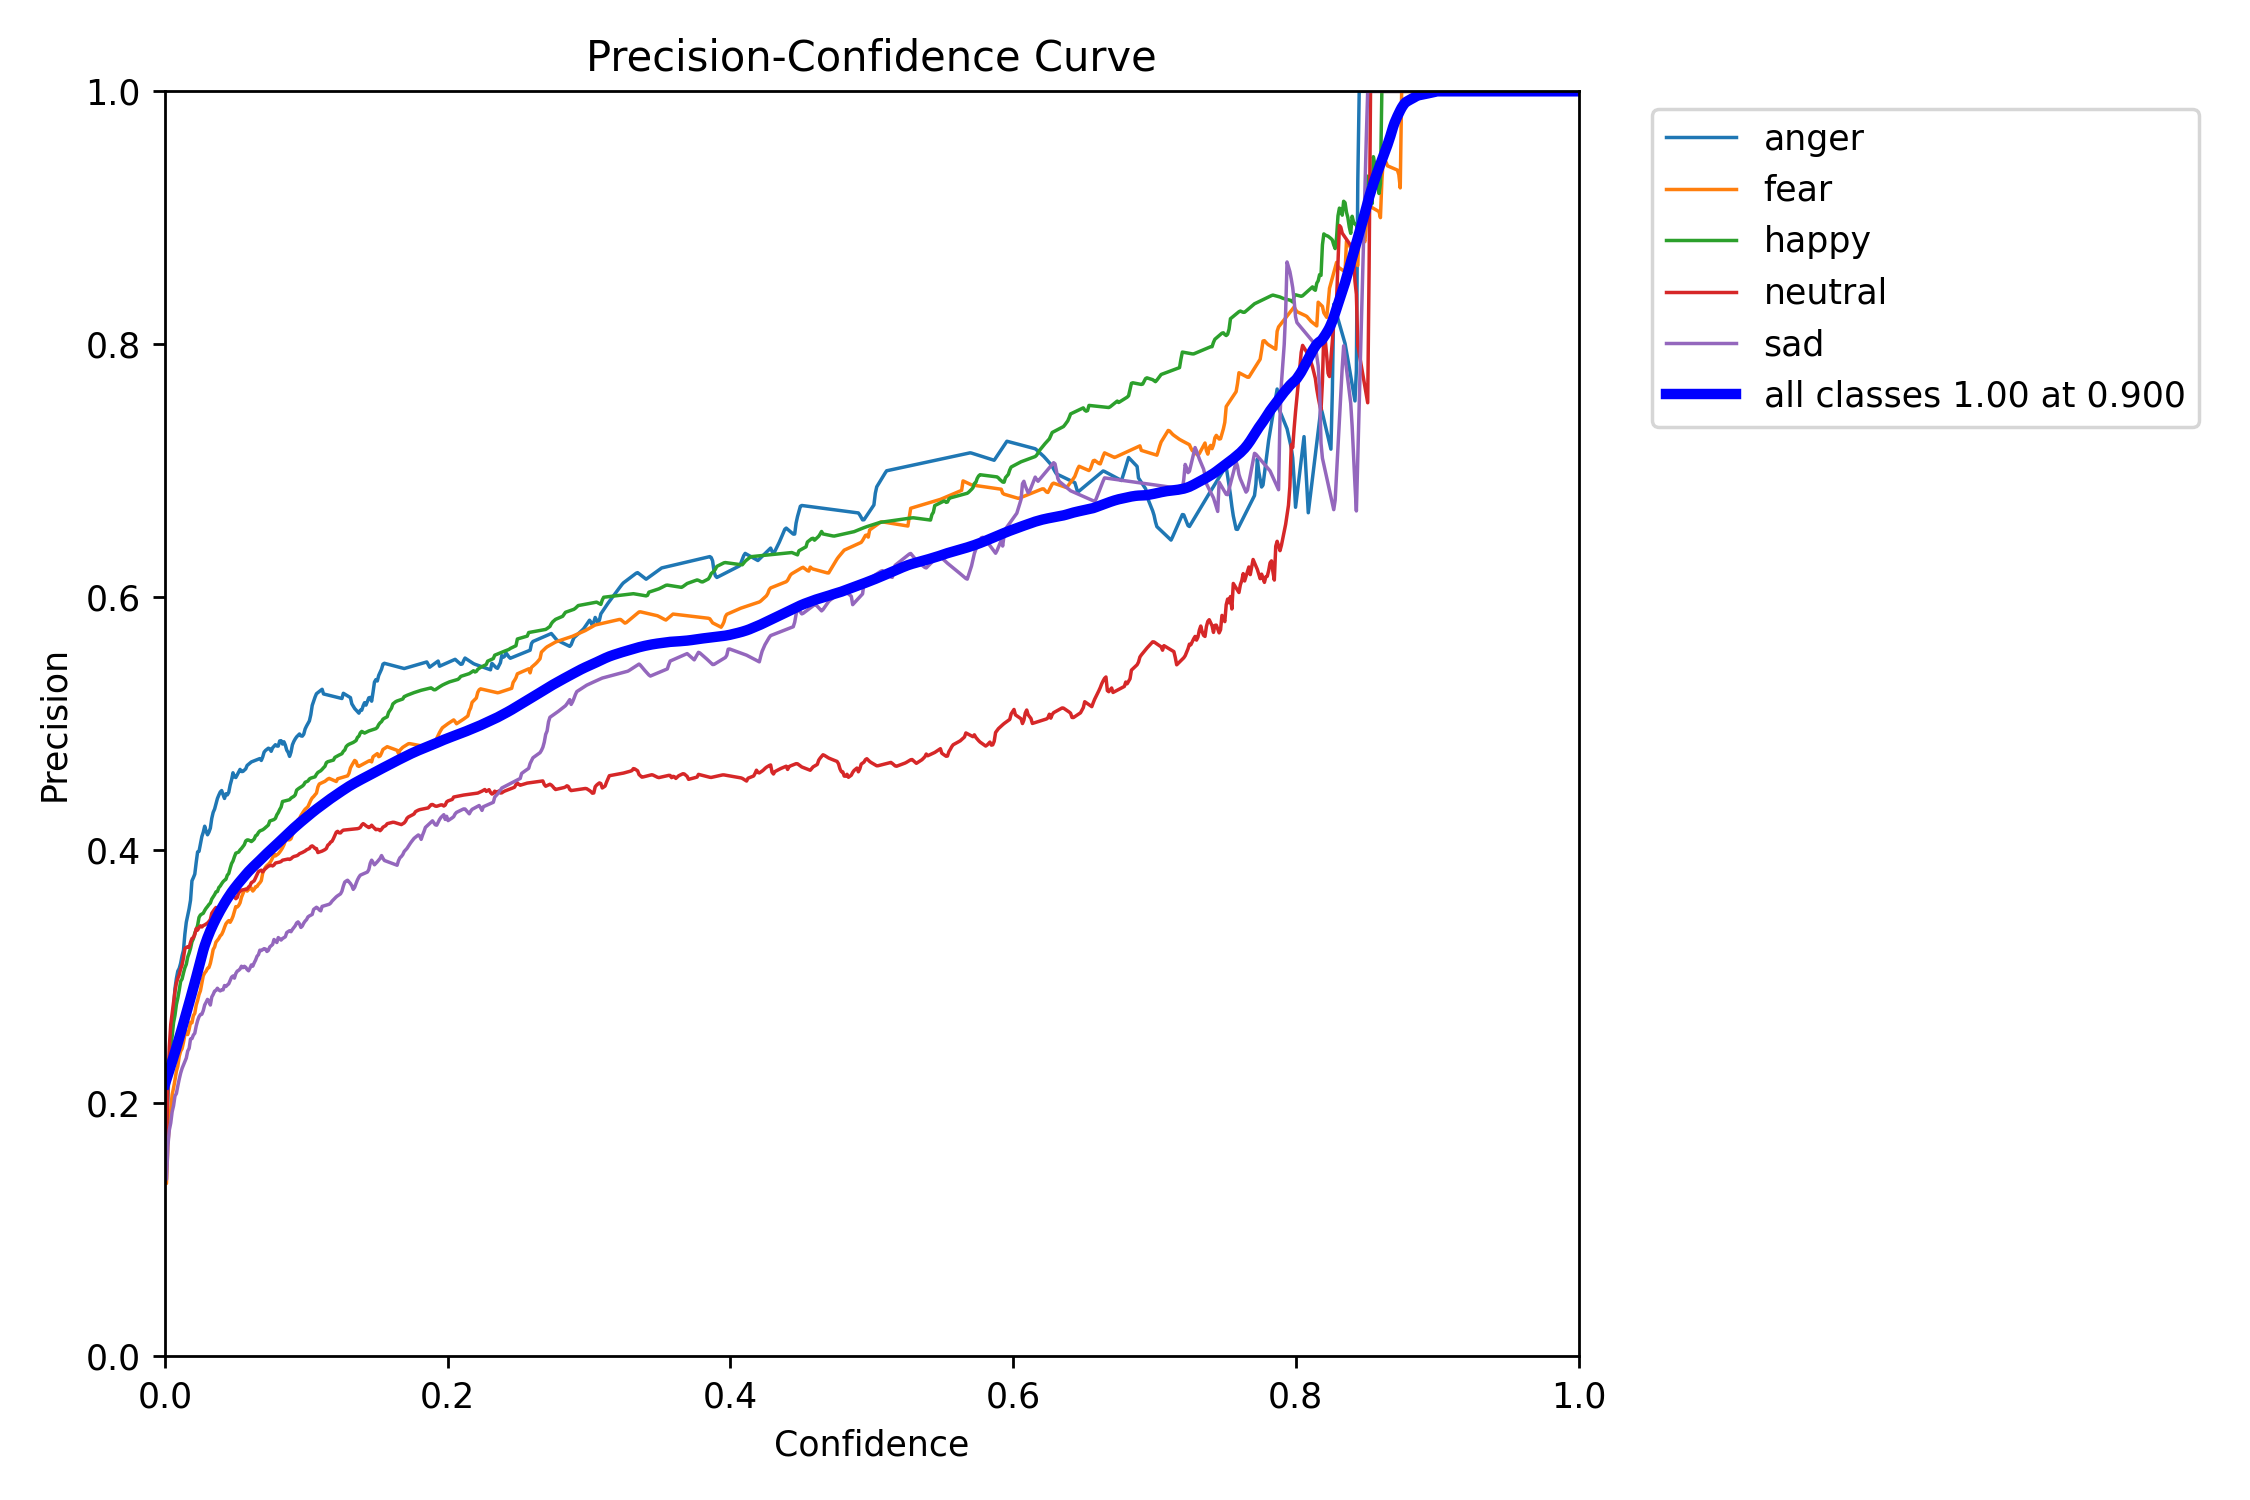 Precision-Confidence Curve
1.0
0.8
0.6
0.4
0.2
0.0
Precision
0.0 0.2 0.4 0.6 0.8 1.0
Confidence
anger
fear
happy
neutral
sad
all classes 1.00 at 0.900